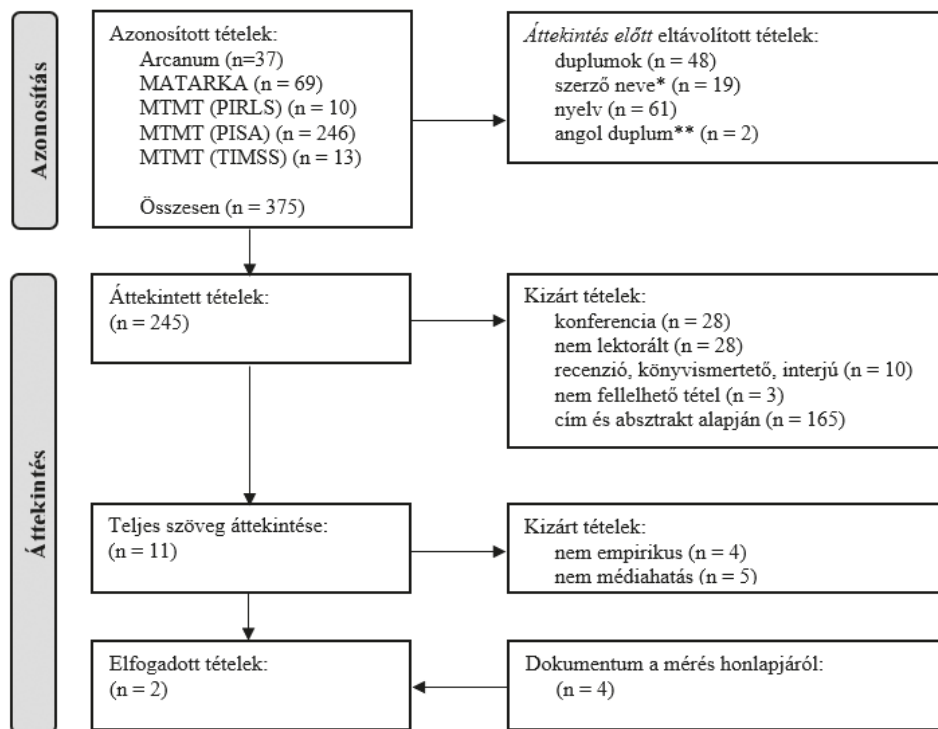 Azonosítás
Azonosított tételek:
Arcanum (n=37)
MATARKA (n = 69)
MTMT (PIRLS) (n = 10)
MTMT (PISA) (n = 246)
MTMT (TIMSS) (n = 13)
Összesen (n = 375)
Áttekintés előtt eltávolított tételek:
duplumok (n = 48)
szerző neve* (n = 19)
nyelv (n = 61)
angol duplum** (n = 2)
Áttekintés
Áttekintett tételek:
(n = 245)
Kizárt tételek:
konferencia (n = 28)
nem lektorált (n = 28)
recenzió, könyvismertető, interjú (n = 10)
nem fellelhető tétel (n = 3)
cím és absztrakt alapján (n = 165)
Teljes szöveg áttekintése:
(n = 11)
Kizárt tételek:
nem empirikus (n = 4)
nem médiahatás (n = 5)
Elfogadott tételek:
(n = 2)
Dokumentum a mérés honlapjáról:
(n = 4)